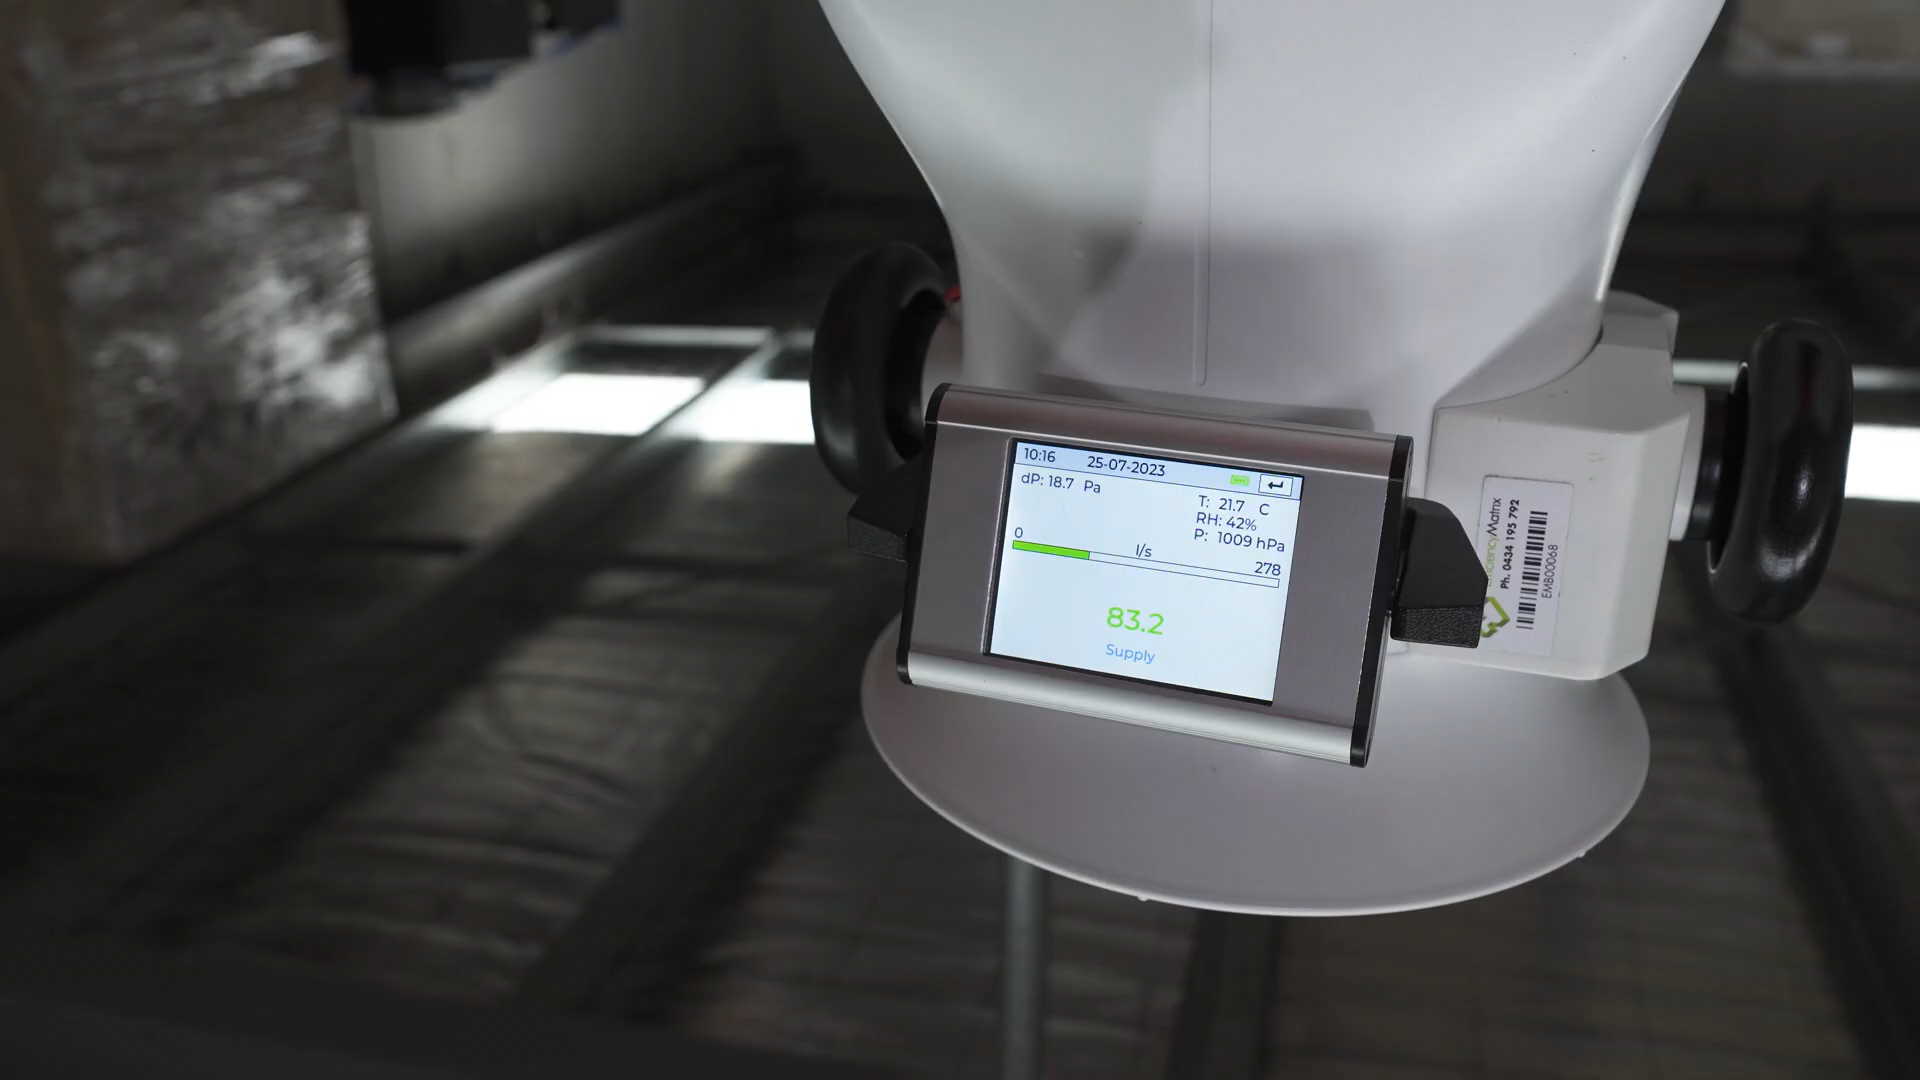 10:16 25-07-2023
dP: 18.7 Pa
T: 21.7 C
RH: 42%
P: 1009 hPa
0 l/s 278
83.2
Supply
EfficiencyMatrix
Ph. 0434 195 792
EMB00068